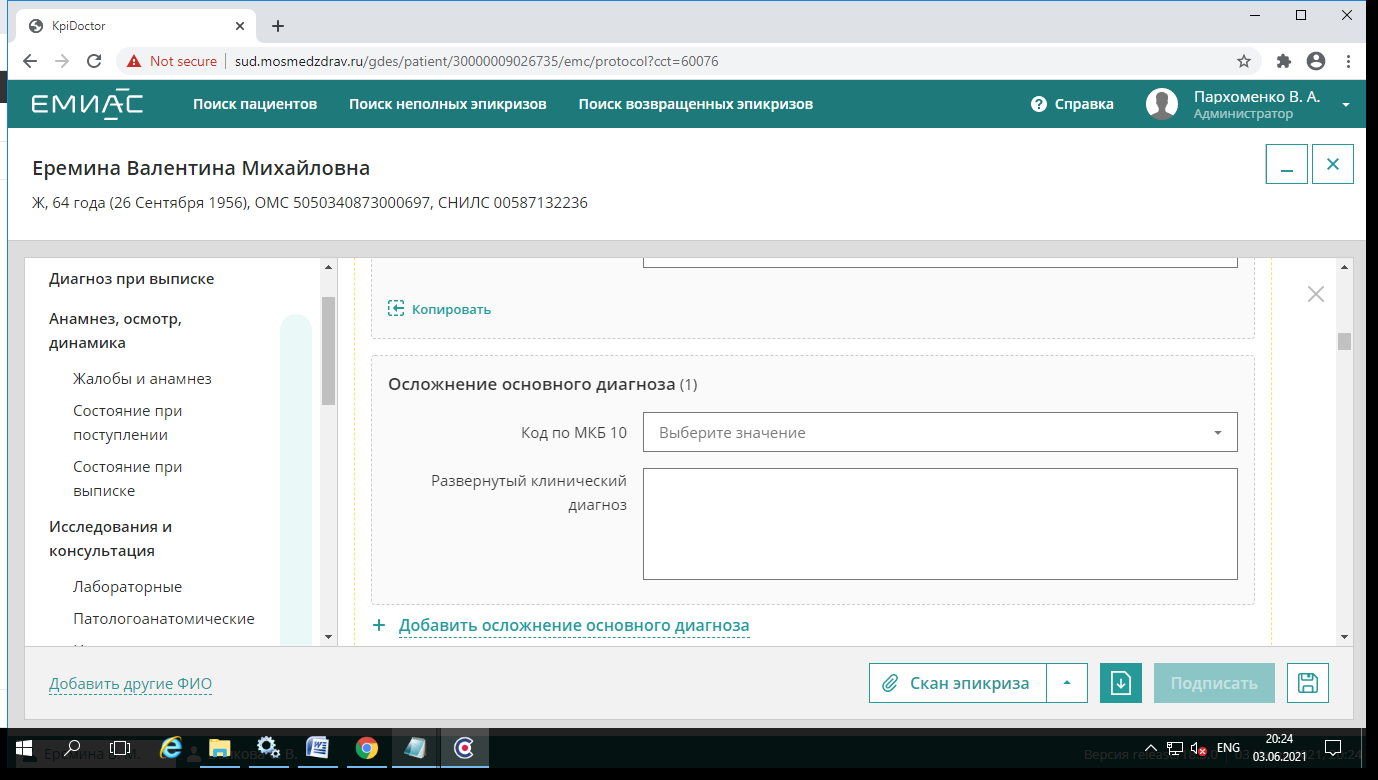 KpiDoctor
Not secure
sud.mosmedzdrav.ru/gdes/patient/30000009026735/emc/protocol?cct=60076
ЕМИАС
Поиск пациентов
Поиск неполных эпикризов
Поиск возвращенных эпикризов
Справка
Пархоменко В. А.
Администратор
Еремина Валентина Михайловна
Ж, 64 года (26 Сентября 1956), ОМС 5050340873000697, СНИЛС 00587132236
Диагноз при выписке
Анамнез, осмотр,
динамика
Жалобы и анамнез
Состояние при
поступлении
Состояние при
выписке
Исследования и
консультация
Лабораторные
Патологоанатомические
Копировать
Осложнение основного диагноза (1)
Код по МКБ 10
Выберите значение
Развернутый клинический
диагноз
+ Добавить осложнение основного диагноза
Добавить другие ФИО
Скан эпикриза
Подписать
Еремина В. М.
Версия release
ENG
20:24
03.06.2021